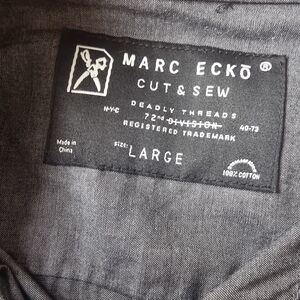 MARC ECKŌ ®
CUT & SEW
DEADLY THREADS
NYC 72ND DIVISION 40-73
REGISTERED TRADEMARK
Made in
China
size: LARGE
100% COTTON